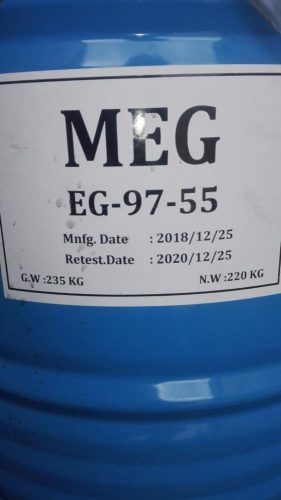 MEG
EG-97-55
Mnfg. Date : 2018/12/25
Retest.Date : 2020/12/25
G.W :235 KG N.W :220 KG